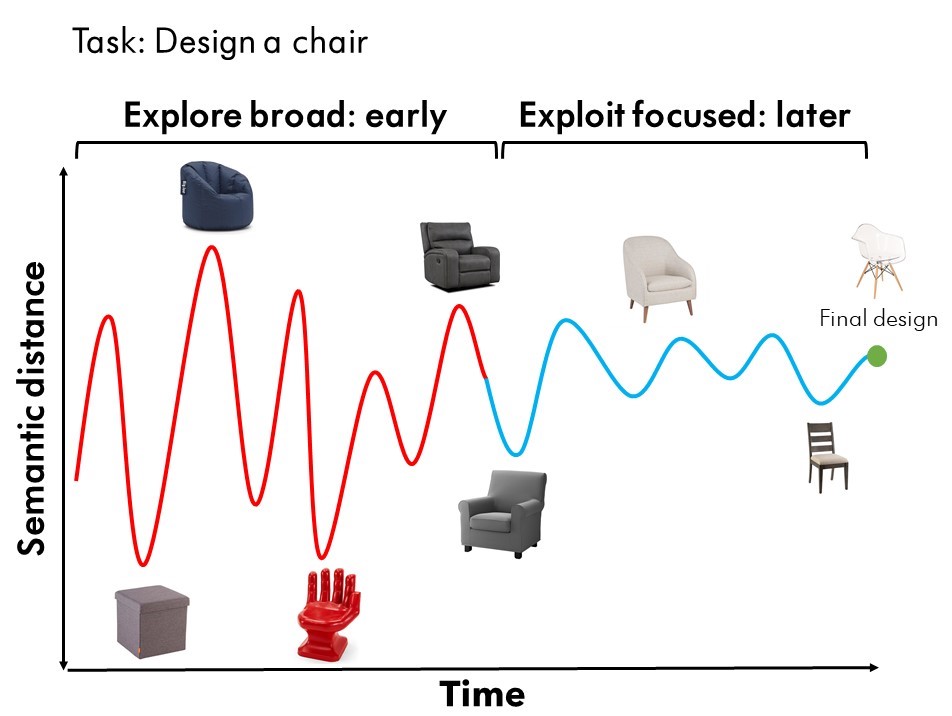 Task: Design a chair
Explore broad: early
Exploit focused: later
Semantic distance
Final design
Time